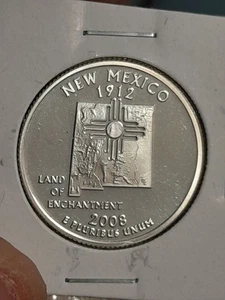 NEW MEXICO
1912
LAND
OF
ENCHANTMENT
2008
E PLURIBUS UNUM